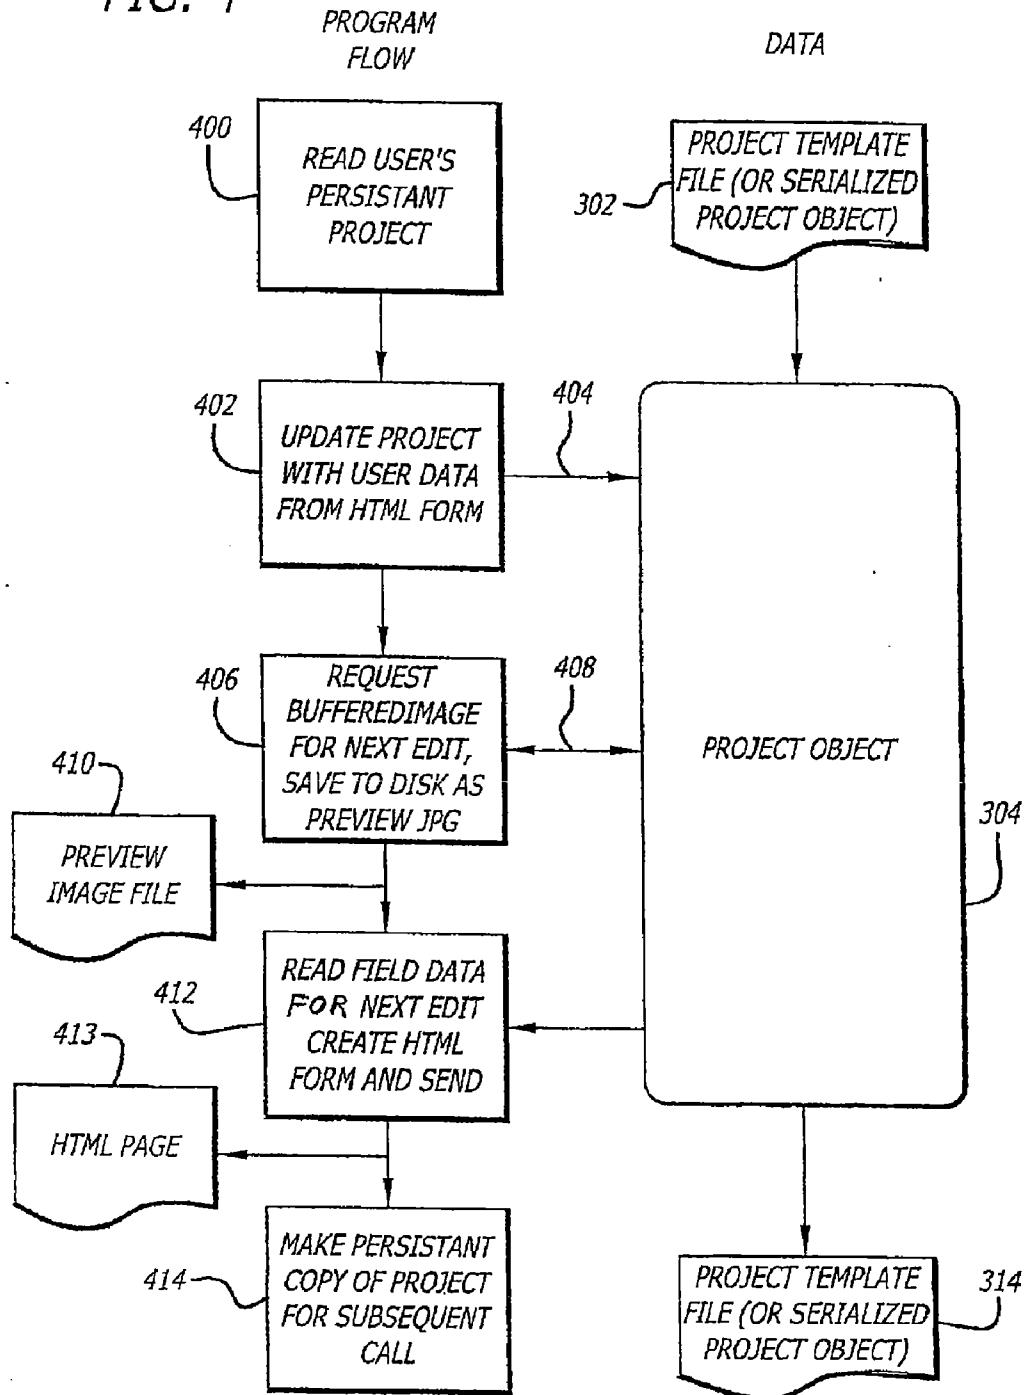 FIG. 4
PROGRAM
FLOW
DATA
400
READ USER'S
PERSISTANT
PROJECT
302
PROJECT TEMPLATE
FILE (OR SERIALIZED
PROJECT OBJECT)
402
UPDATE PROJECT
WITH USER DATA
FROM HTML FORM
404
406
REQUEST
BUFFEREDIMAGE
FOR NEXT EDIT,
SAVE TO DISK AS
PREVIEW JPG
408
PROJECT OBJECT
304
410
PREVIEW
IMAGE FILE
412
READ FIELD DATA
FOR NEXT EDIT
CREATE HTML
FORM AND SEND
413
HTML PAGE
414
MAKE PERSISTANT
COPY OF PROJECT
FOR SUBSEQUENT
CALL
PROJECT TEMPLATE
FILE (OR SERIALIZED
PROJECT OBJECT)
314